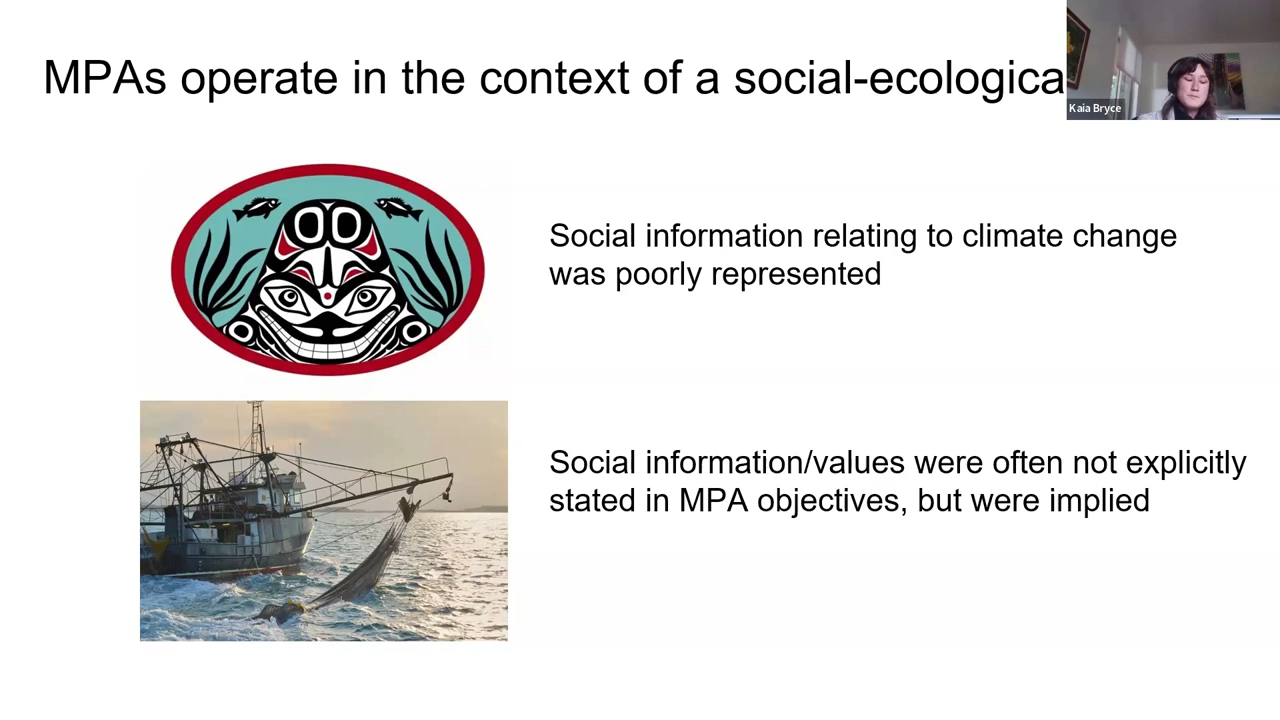 MPAs operate in the context of a social-ecologica
Kaia Bryce
Social information relating to climate change
was poorly represented
Social information/values were often not explicitly
stated in MPA objectives, but were implied